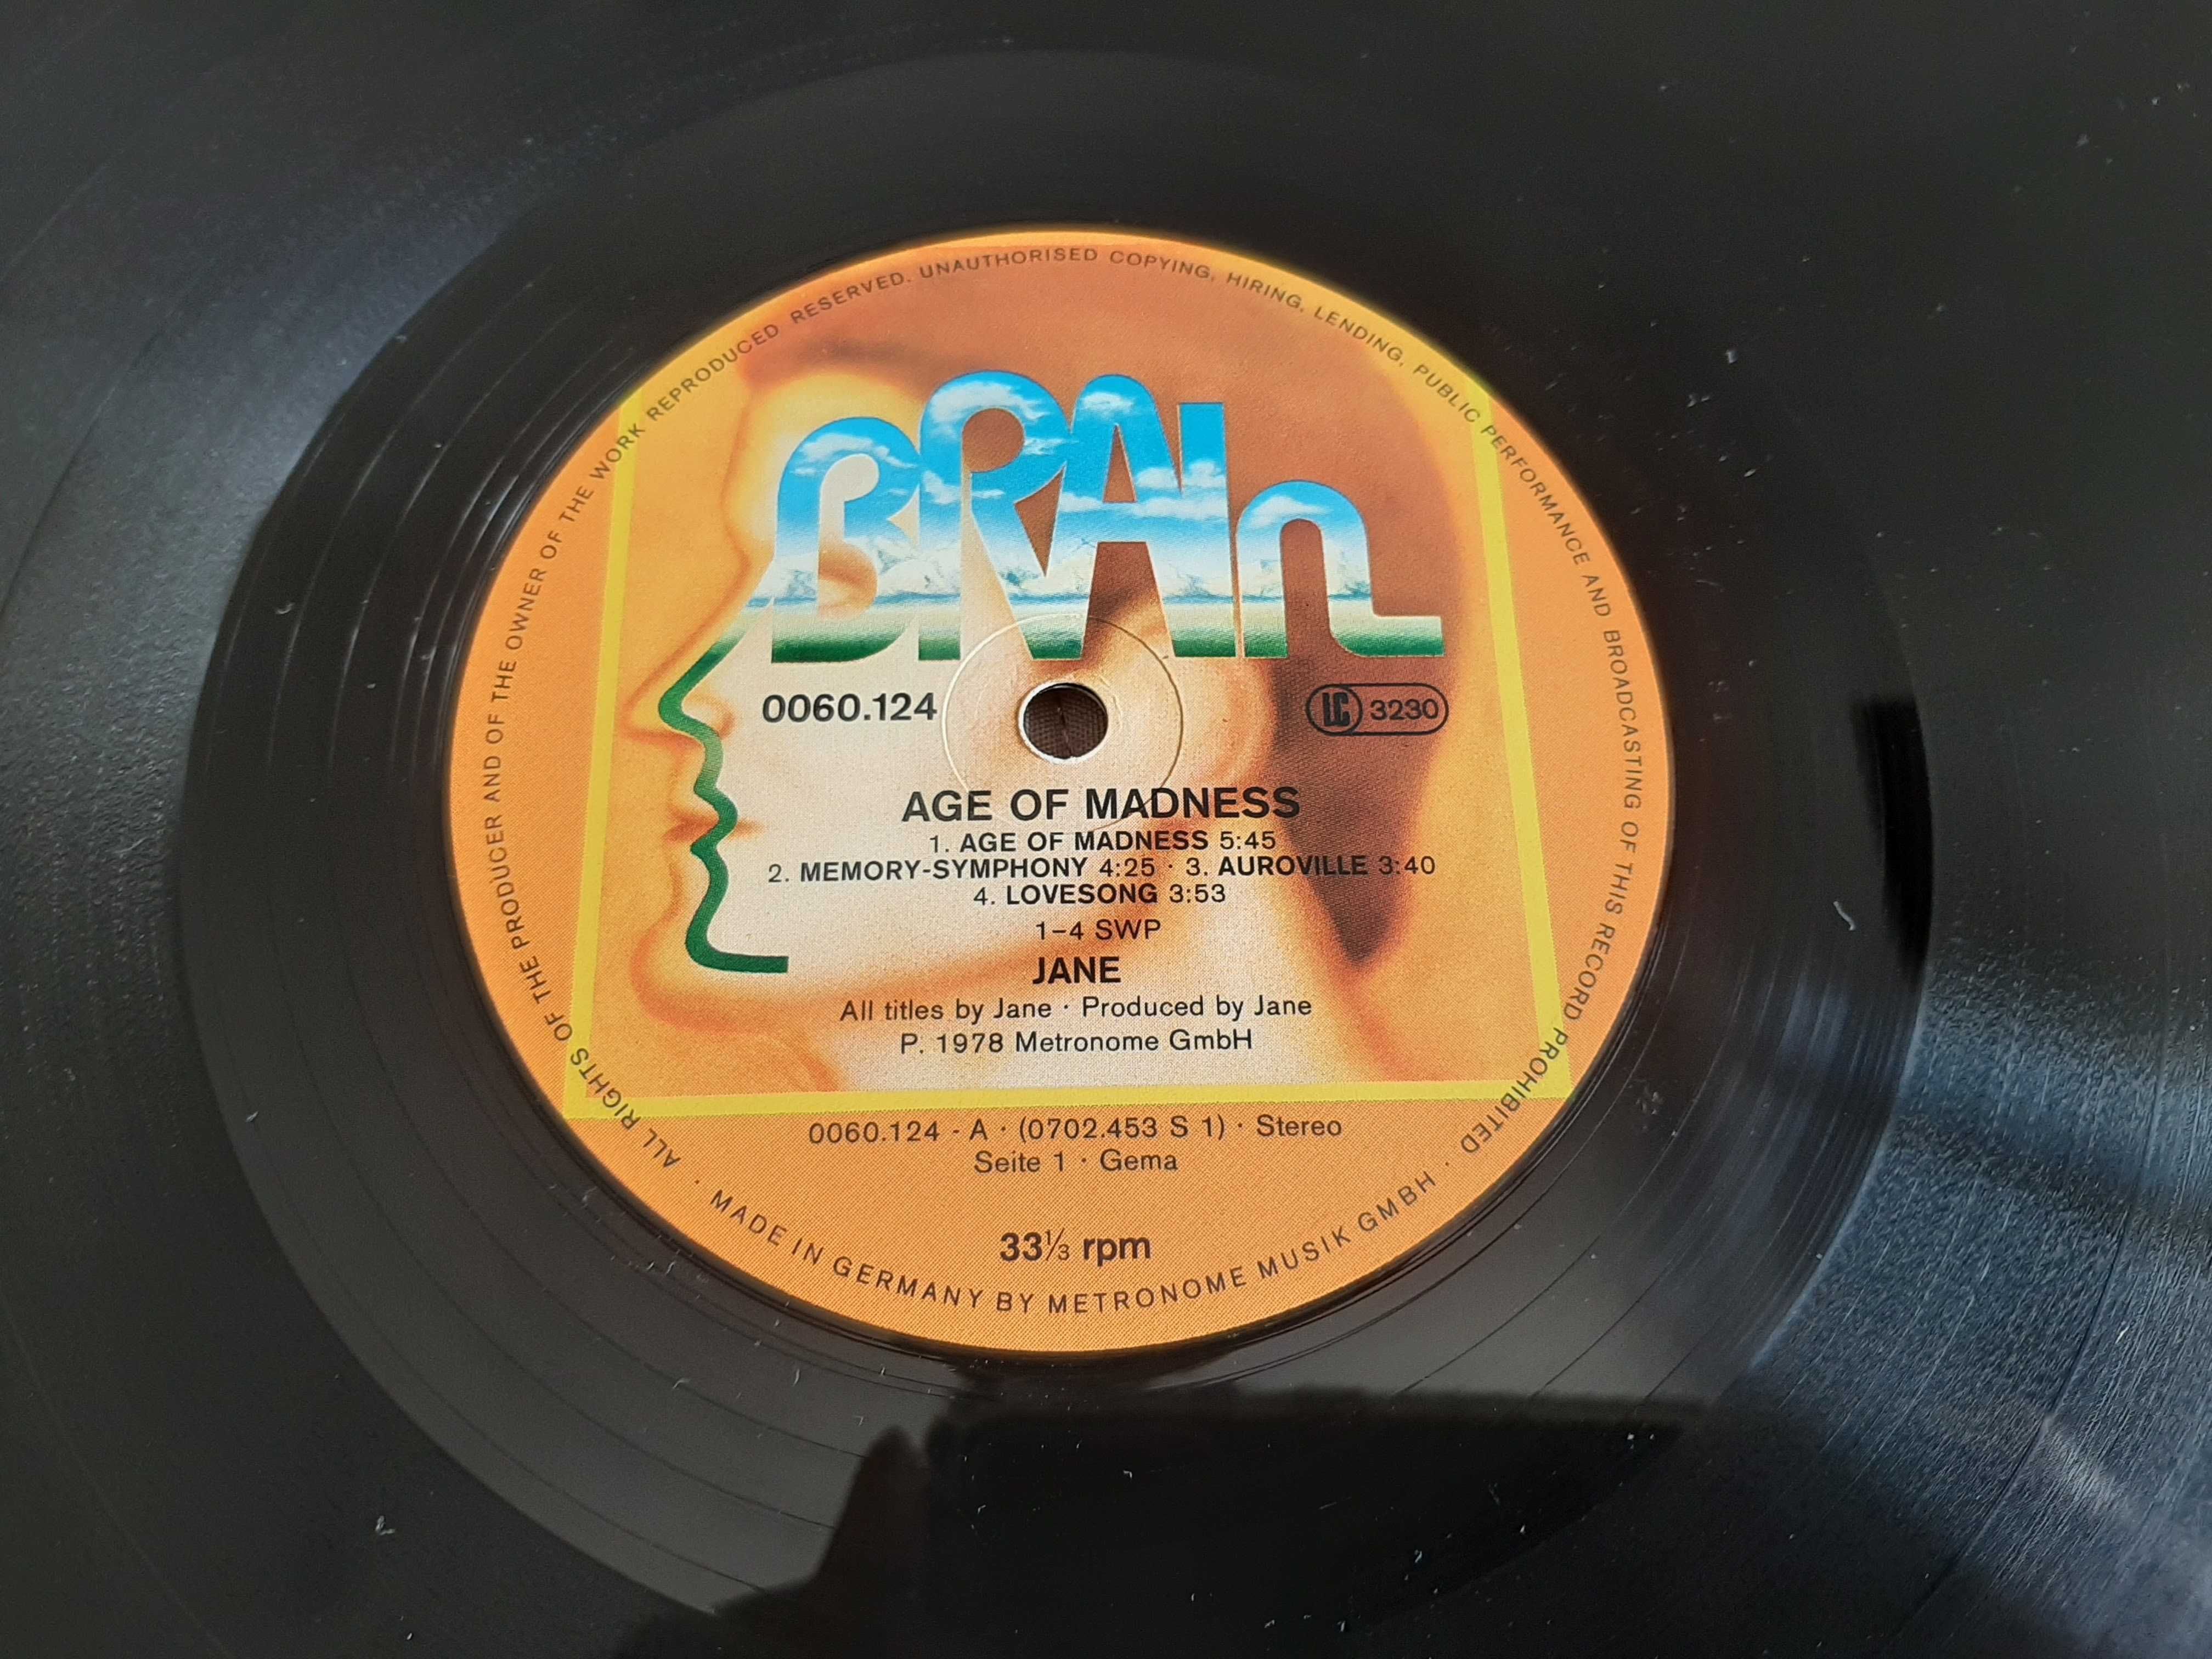 BRAIn
0060.124
LC 3230
AGE OF MADNESS
1. AGE OF MADNESS 5:45
2. MEMORY-SYMPHONY 4:25 · 3. AUROVILLE 3:40
4. LOVESONG 3:53
1–4 SWP
JANE
All titles by Jane · Produced by Jane
P. 1978 Metronome GmbH
0060.124 - A · (0702.453 S 1) · Stereo
Seite 1 · Gema
33⅓ rpm
ALL RIGHTS OF THE PRODUCER AND OF THE OWNER OF THE WORK REPRODUCED RESERVED. UNAUTHORISED COPYING, HIRING, LENDING, PUBLIC PERFORMANCE AND BROADCASTING OF THIS RECORD PROHIBITED · MADE IN GERMANY BY METRONOME MUSIK GMBH ·